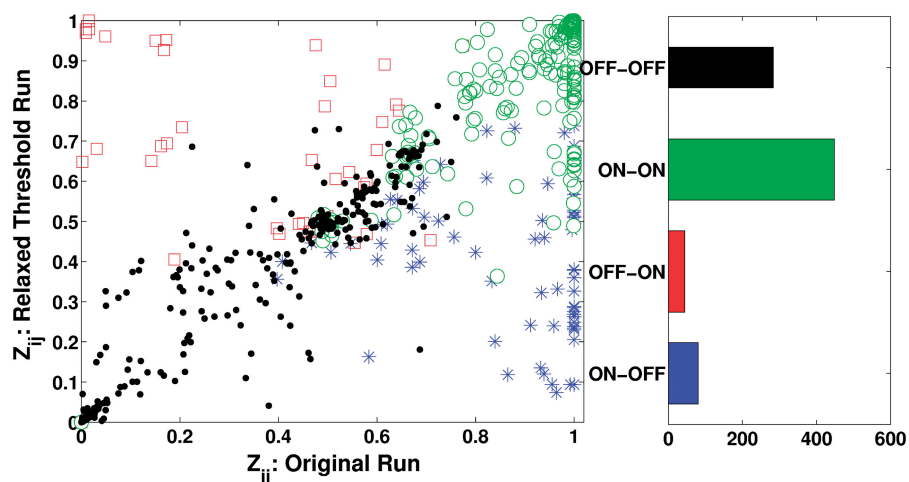 1
0.9
0.8
0.7
0.6
0.5
0.4
0.3
0.2
0.1
0
0 0.2 0.4 0.6 0.8 1
Z_ij: Relaxed Threshold Run
Z_ij: Original Run
OFF−OFF
ON−ON
OFF−ON
ON−OFF
0 200 400 600